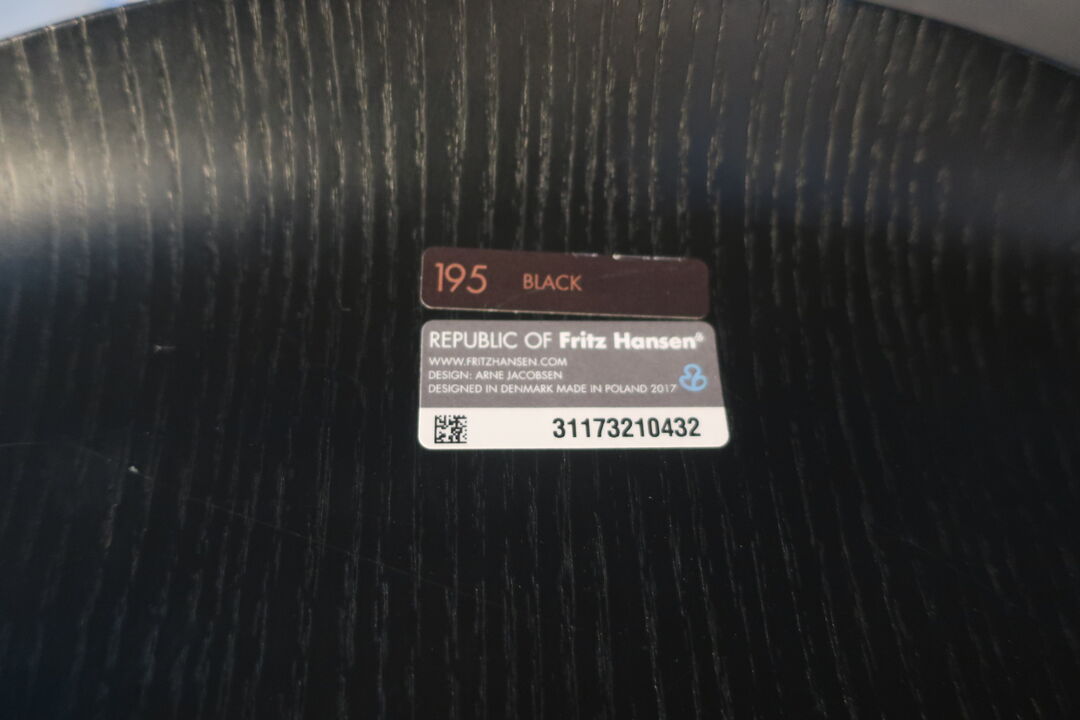 195 BLACK
REPUBLIC OF Fritz Hansen®
WWW.FRITZHANSEN.COM
DESIGN: ARNE JACOBSEN
DESIGNED IN DENMARK MADE IN POLAND 2017
31173210432